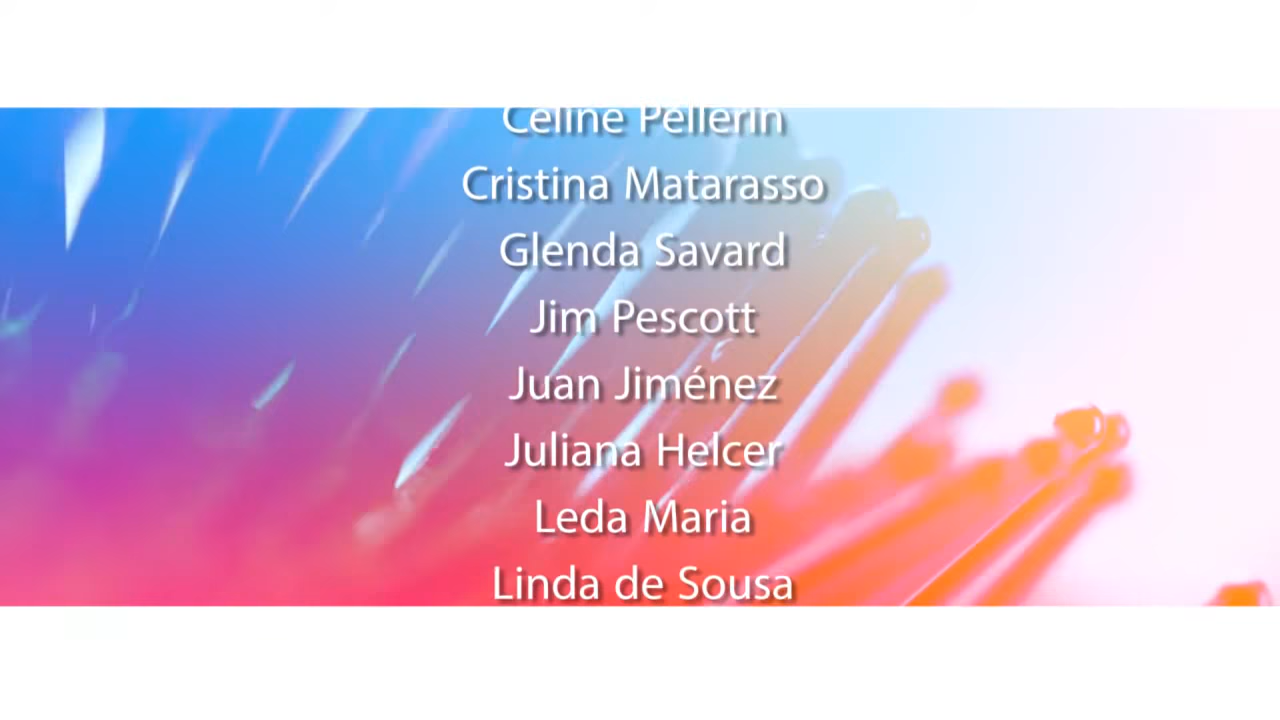 Celine Pellerin
Cristina Matarasso
Glenda Savard
Jim Pescott
Juan Jiménez
Juliana Helcer
Leda Maria
Linda de Sousa